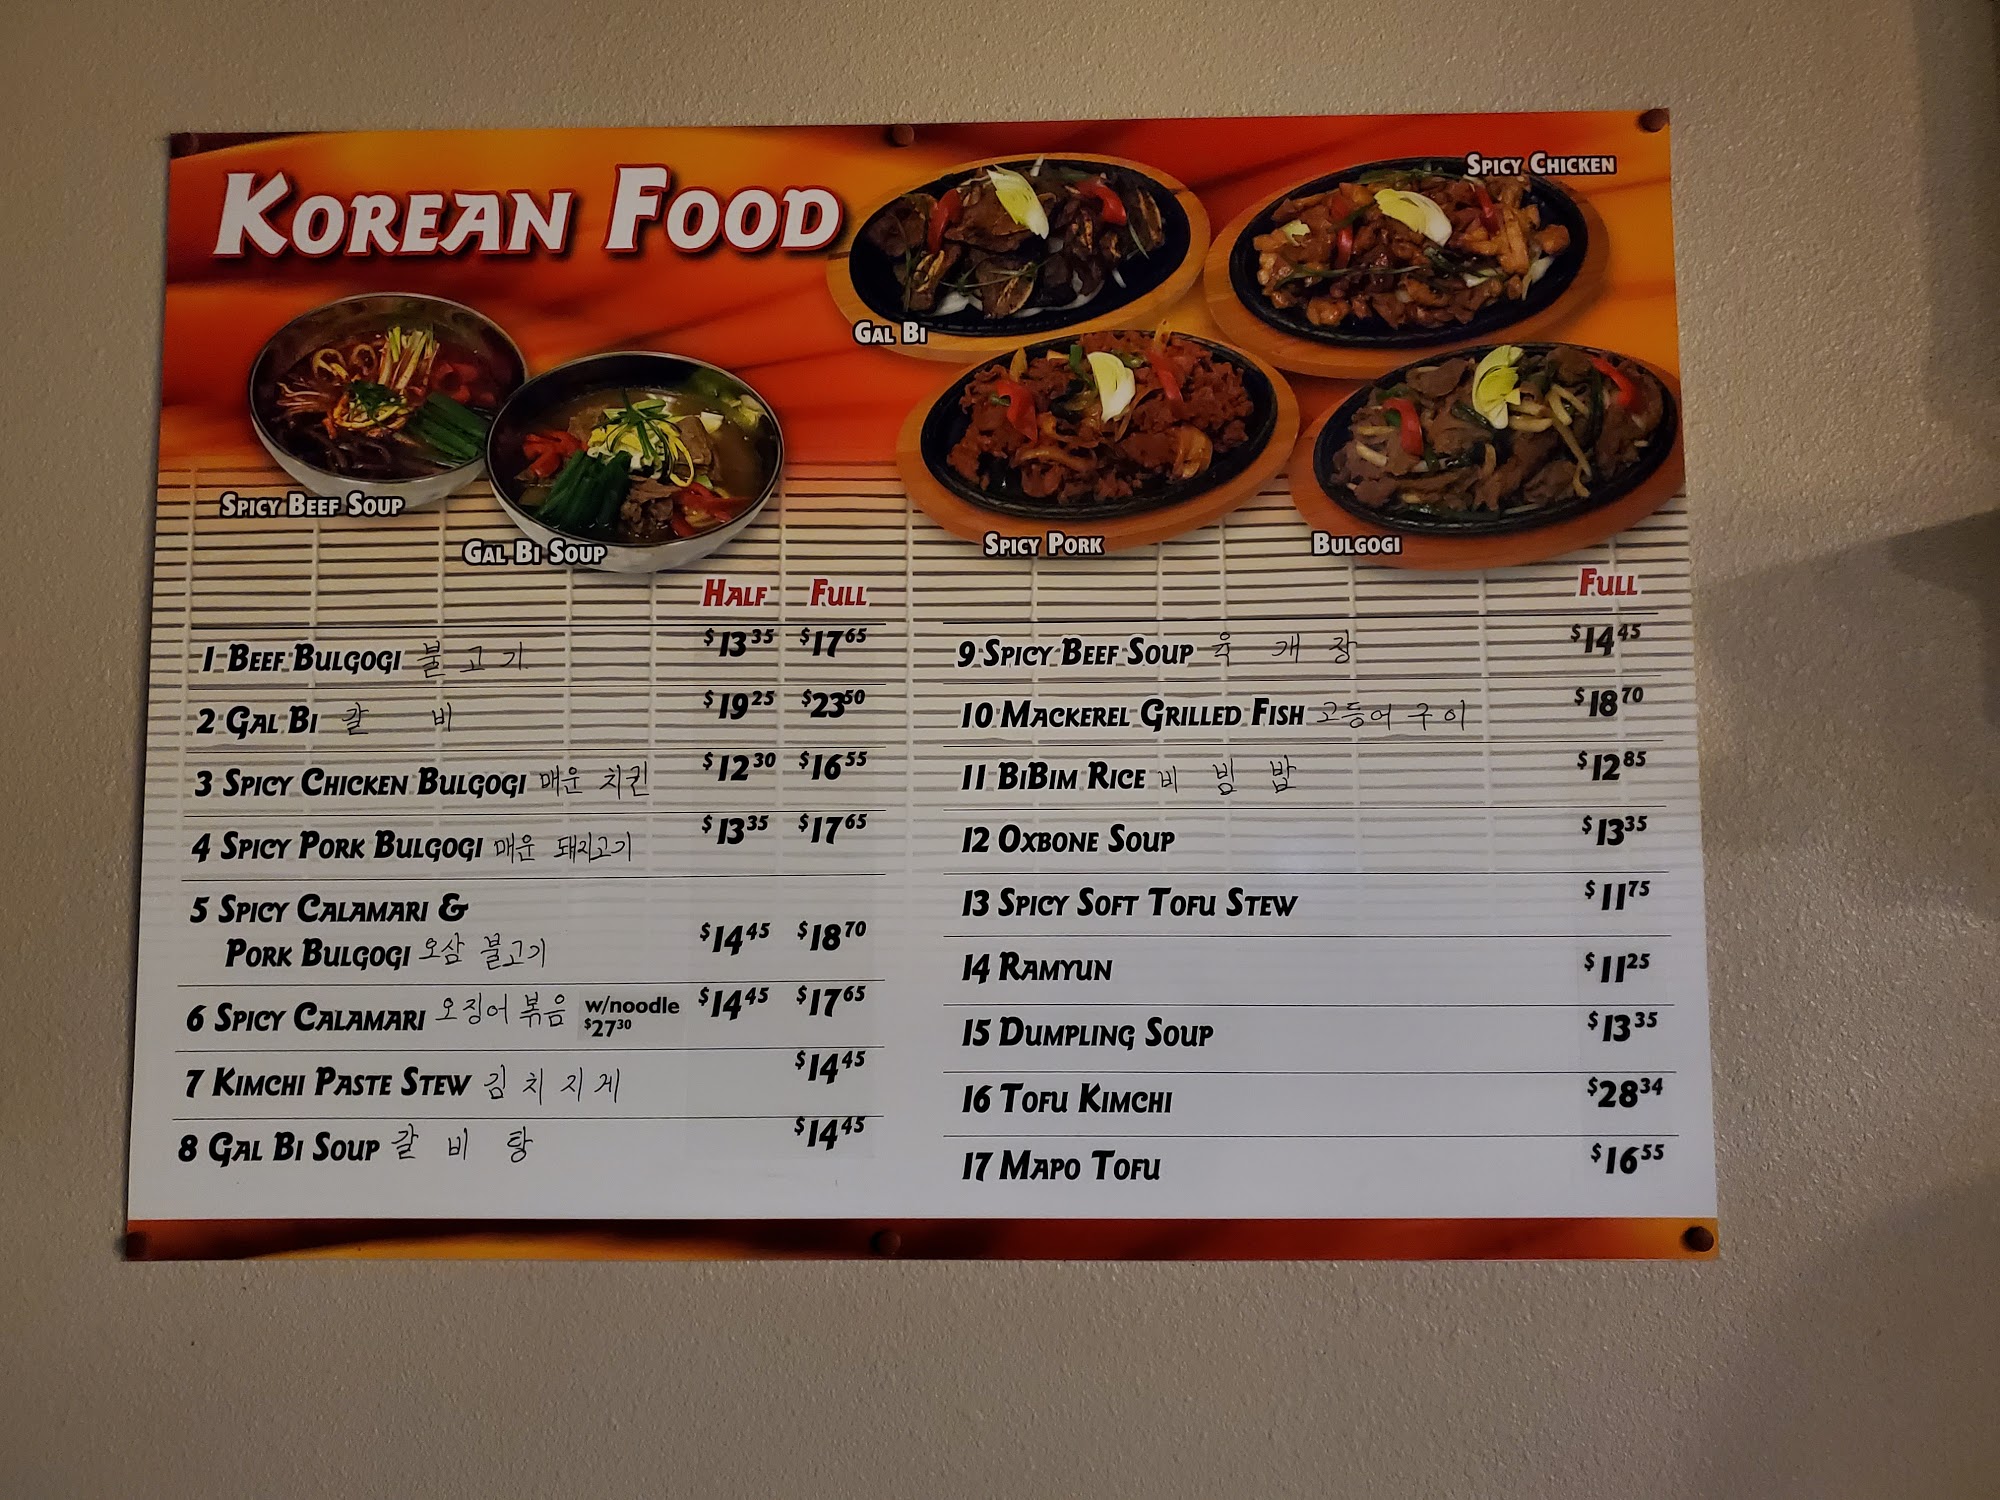 KOREAN FOOD
SPICY CHICKEN
GAL BI
SPICY BEEF SOUP
GAL BI SOUP
SPICY PORK
BULGOGI
HALF FULL
1 BEEF BULGOGI 불고기 $13.35 $17.65
2 GAL BI 갈 비 $19.25 $23.50
3 SPICY CHICKEN BULGOGI 매운 치킨 $12.30 $16.55
4 SPICY PORK BULGOGI 매운 돼지고기 $13.35 $17.65
5 SPICY CALAMARI &
PORK BULGOGI 오삼 불고기 $14.45 $18.70
6 SPICY CALAMARI 오징어 볶음 w/noodle $14.45 $17.65
$27.30
7 KIMCHI PASTE STEW 김 치 지 게 $14.45
8 GAL BI SOUP 갈 비 탕 $14.45
FULL
9 SPICY BEEF SOUP 육 개 장 $14.45
10 MACKEREL GRILLED FISH 고등어 구이 $18.70
11 BIBIM RICE 비 빔 밥 $12.85
12 OXBONE SOUP $13.35
13 SPICY SOFT TOFU STEW $11.75
14 RAMYUN $11.25
15 DUMPLING SOUP $13.35
16 TOFU KIMCHI $28.34
17 MAPO TOFU $16.55